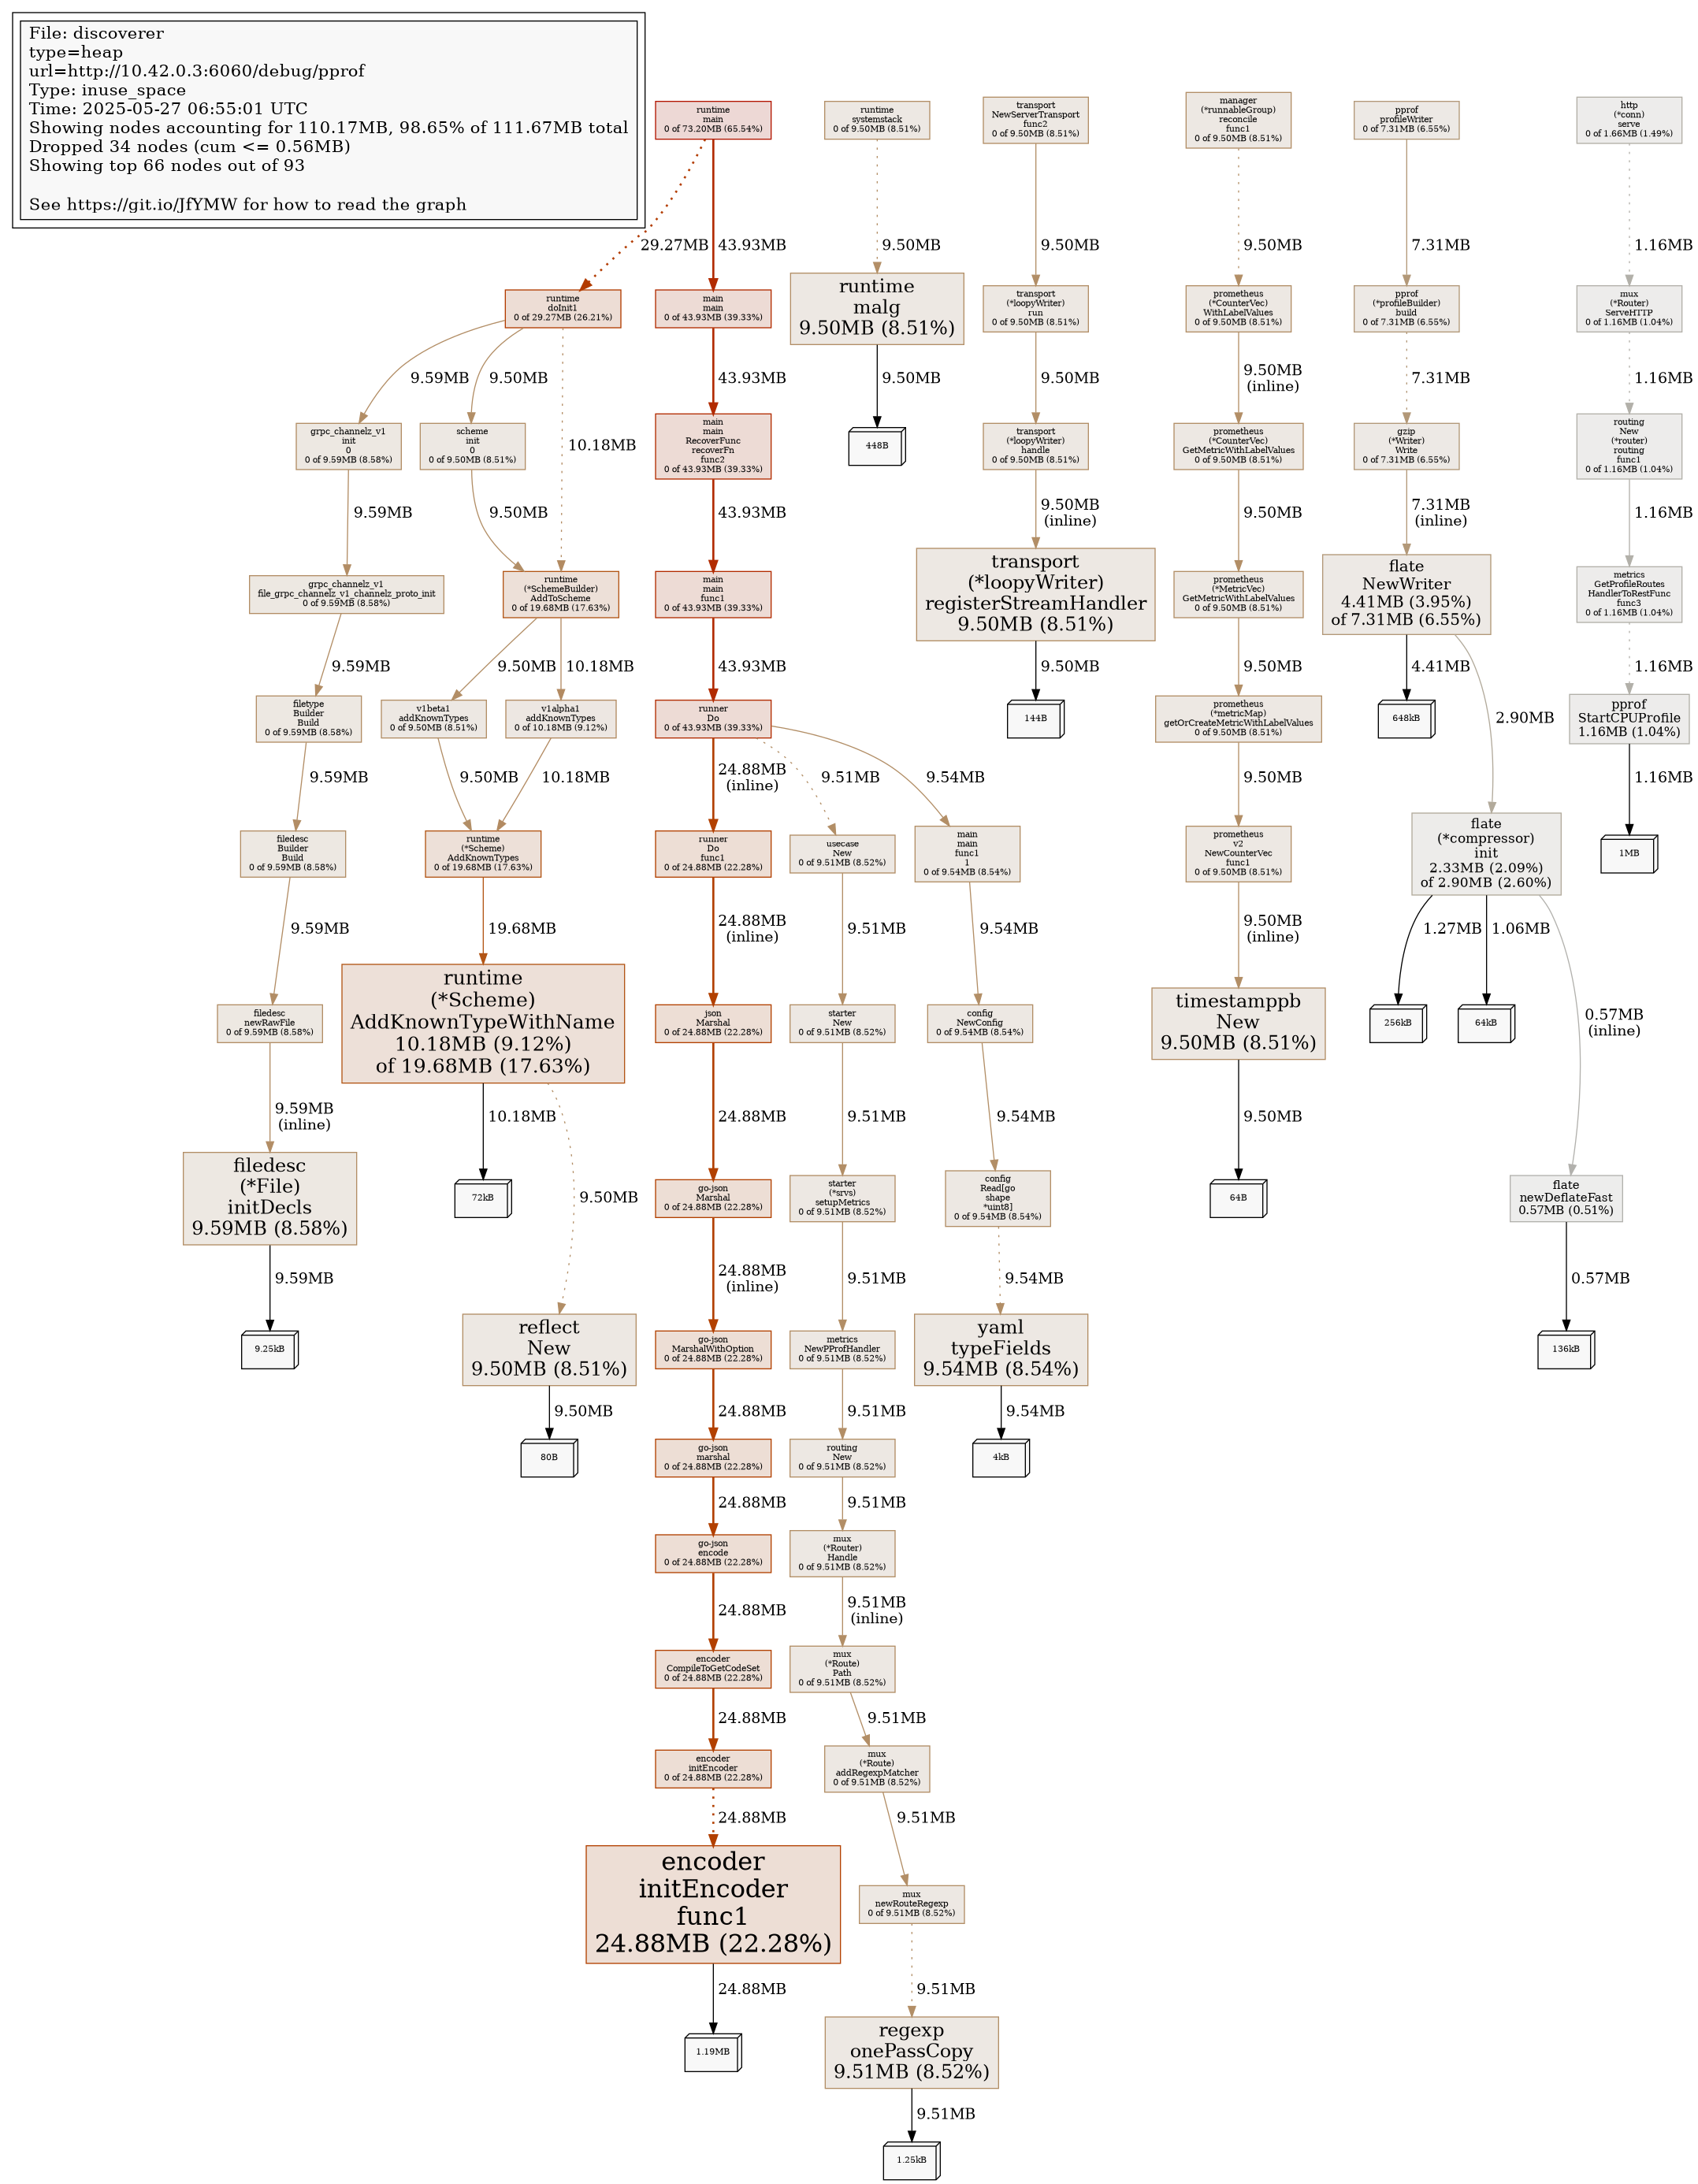 File: discoverer
type=heap
url=http://10.42.0.3:6060/debug/pprof
Type: inuse_space
Time: 2025-05-27 06:55:01 UTC
Showing nodes accounting for 110.17MB, 98.65% of 111.67MB total
Dropped 34 nodes (cum <= 0.56MB)
Showing top 66 nodes out of 93
See https://git.io/JfYMW for how to read the graph
runtime
main
0 of 73.20MB (65.54%)
runtime
systemstack
0 of 9.50MB (8.51%)
transport
NewServerTransport
func2
0 of 9.50MB (8.51%)
manager
(*runnableGroup)
reconcile
func1
0 of 9.50MB (8.51%)
pprof
profileWriter
0 of 7.31MB (6.55%)
http
(*conn)
serve
0 of 1.66MB (1.49%)
29.27MB
43.93MB
9.50MB
9.50MB
9.50MB
7.31MB
1.16MB
runtime
doInit1
0 of 29.27MB (26.21%)
main
main
0 of 43.93MB (39.33%)
runtime
malg
9.50MB (8.51%)
transport
(*loopyWriter)
run
0 of 9.50MB (8.51%)
prometheus
(*CounterVec)
WithLabelValues
0 of 9.50MB (8.51%)
pprof
(*profileBuilder)
build
0 of 7.31MB (6.55%)
mux
(*Router)
ServeHTTP
0 of 1.16MB (1.04%)
9.59MB
9.50MB
10.18MB
43.93MB
9.50MB
9.50MB
9.50MB
(inline)
7.31MB
1.16MB
grpc_channelz_v1
init
0
0 of 9.59MB (8.58%)
scheme
init
0
0 of 9.50MB (8.51%)
main
main
RecoverFunc
recoverFn
func2
0 of 43.93MB (39.33%)
448B
transport
(*loopyWriter)
handle
0 of 9.50MB (8.51%)
prometheus
(*CounterVec)
GetMetricWithLabelValues
0 of 9.50MB (8.51%)
gzip
(*Writer)
Write
0 of 7.31MB (6.55%)
routing
New
(*router)
routing
func1
0 of 1.16MB (1.04%)
9.59MB
9.50MB
43.93MB
9.50MB
(inline)
9.50MB
7.31MB
(inline)
1.16MB
grpc_channelz_v1
file_grpc_channelz_v1_channelz_proto_init
0 of 9.59MB (8.58%)
runtime
(*SchemeBuilder)
AddToScheme
0 of 19.68MB (17.63%)
main
main
func1
0 of 43.93MB (39.33%)
transport
(*loopyWriter)
registerStreamHandler
9.50MB (8.51%)
prometheus
(*MetricVec)
GetMetricWithLabelValues
0 of 9.50MB (8.51%)
flate
NewWriter
4.41MB (3.95%)
of 7.31MB (6.55%)
metrics
GetProfileRoutes
HandlerToRestFunc
func3
0 of 1.16MB (1.04%)
9.59MB
9.50MB
10.18MB
43.93MB
9.50MB
9.50MB
4.41MB
2.90MB
1.16MB
filetype
Builder
Build
0 of 9.59MB (8.58%)
v1beta1
addKnownTypes
0 of 9.50MB (8.51%)
v1alpha1
addKnownTypes
0 of 10.18MB (9.12%)
runner
Do
0 of 43.93MB (39.33%)
144B
prometheus
(*metricMap)
getOrCreateMetricWithLabelValues
0 of 9.50MB (8.51%)
648kB
pprof
StartCPUProfile
1.16MB (1.04%)
9.59MB
9.50MB
10.18MB
24.88MB
(inline)
9.51MB
9.54MB
9.50MB
1.16MB
filedesc
Builder
Build
0 of 9.59MB (8.58%)
runtime
(*Scheme)
AddKnownTypes
0 of 19.68MB (17.63%)
runner
Do
func1
0 of 24.88MB (22.28%)
usecase
New
0 of 9.51MB (8.52%)
main
main
func1
1
0 of 9.54MB (8.54%)
prometheus
v2
NewCounterVec
func1
0 of 9.50MB (8.51%)
flate
(*compressor)
init
2.33MB (2.09%)
of 2.90MB (2.60%)
1MB
9.59MB
19.68MB
24.88MB
(inline)
9.51MB
9.54MB
9.50MB
(inline)
1.27MB
1.06MB
0.57MB
(inline)
filedesc
newRawFile
0 of 9.59MB (8.58%)
runtime
(*Scheme)
AddKnownTypeWithName
10.18MB (9.12%)
of 19.68MB (17.63%)
json
Marshal
0 of 24.88MB (22.28%)
starter
New
0 of 9.51MB (8.52%)
config
NewConfig
0 of 9.54MB (8.54%)
timestamppb
New
9.50MB (8.51%)
256kB
64kB
9.59MB
(inline)
10.18MB
9.50MB
24.88MB
9.51MB
9.54MB
9.50MB
filedesc
(*File)
initDecls
9.59MB (8.58%)
72kB
go-json
Marshal
0 of 24.88MB (22.28%)
starter
(*srvs)
setupMetrics
0 of 9.51MB (8.52%)
config
Read[go
shape
*uint8]
0 of 9.54MB (8.54%)
64B
flate
newDeflateFast
0.57MB (0.51%)
9.59MB
24.88MB
(inline)
9.51MB
9.54MB
0.57MB
9.25kB
reflect
New
9.50MB (8.51%)
go-json
MarshalWithOption
0 of 24.88MB (22.28%)
metrics
NewPProfHandler
0 of 9.51MB (8.52%)
yaml
typeFields
9.54MB (8.54%)
136kB
9.50MB
24.88MB
9.51MB
9.54MB
80B
go-json
marshal
0 of 24.88MB (22.28%)
routing
New
0 of 9.51MB (8.52%)
4kB
24.88MB
9.51MB
go-json
encode
0 of 24.88MB (22.28%)
mux
(*Router)
Handle
0 of 9.51MB (8.52%)
24.88MB
9.51MB
(inline)
encoder
CompileToGetCodeSet
0 of 24.88MB (22.28%)
mux
(*Route)
Path
0 of 9.51MB (8.52%)
24.88MB
9.51MB
encoder
initEncoder
0 of 24.88MB (22.28%)
mux
(*Route)
addRegexpMatcher
0 of 9.51MB (8.52%)
24.88MB
9.51MB
encoder
initEncoder
func1
24.88MB (22.28%)
mux
newRouteRegexp
0 of 9.51MB (8.52%)
24.88MB
9.51MB
1.19MB
regexp
onePassCopy
9.51MB (8.52%)
9.51MB
1.25kB